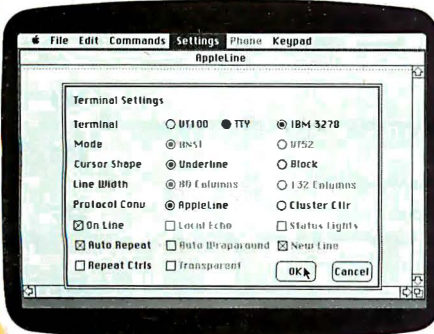 File Edit Commands Settings Phone Keypad
AppleLine
Terminal Settings
Terminal VT100 TTY IBM 3278
Mode ANSI VT52
Cursor Shape Underline Block
Line Width 80 Columns 132 Columns
Protocol Conv AppleLine Cluster Ctlr
On Line Local Echo Status Lights
Auto Repeat Auto Wraparound New Line
Repeat Ctrls Transparent OK Cancel